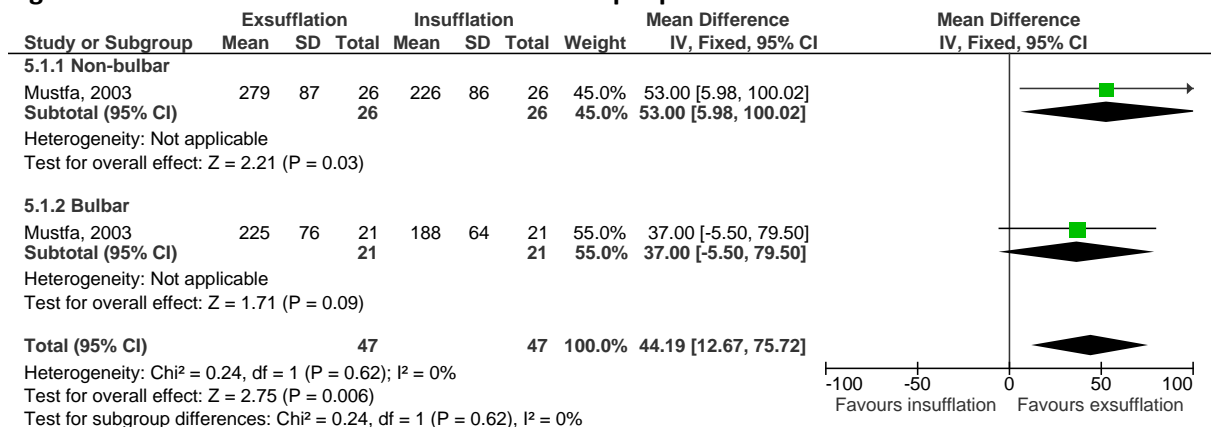 Exsufflation Insufflation Mean Difference Mean Difference
Study or Subgroup Mean SD Total Mean SD Total Weight IV, Fixed, 95% CI IV, Fixed, 95% CI
5.1.1 Non-bulbar
Mustfa, 2003 279 87 26 226 86 26 45.0% 53.00 [5.98, 100.02]
Subtotal (95% CI) 26 26 45.0% 53.00 [5.98, 100.02]
Heterogeneity: Not applicable
Test for overall effect: Z = 2.21 (P = 0.03)
5.1.2 Bulbar
Mustfa, 2003 225 76 21 188 64 21 55.0% 37.00 [-5.50, 79.50]
Subtotal (95% CI) 21 21 55.0% 37.00 [-5.50, 79.50]
Heterogeneity: Not applicable
Test for overall effect: Z = 1.71 (P = 0.09)
Total (95% CI) 47 47 100.0% 44.19 [12.67, 75.72]
Heterogeneity: Chi² = 0.24, df = 1 (P = 0.62); I² = 0%
Test for overall effect: Z = 2.75 (P = 0.006)
Test for subgroup differences: Chi² = 0.24, df = 1 (P = 0.62), I² = 0%
-100 -50 0 50 100
Favours insufflation Favours exsufflation